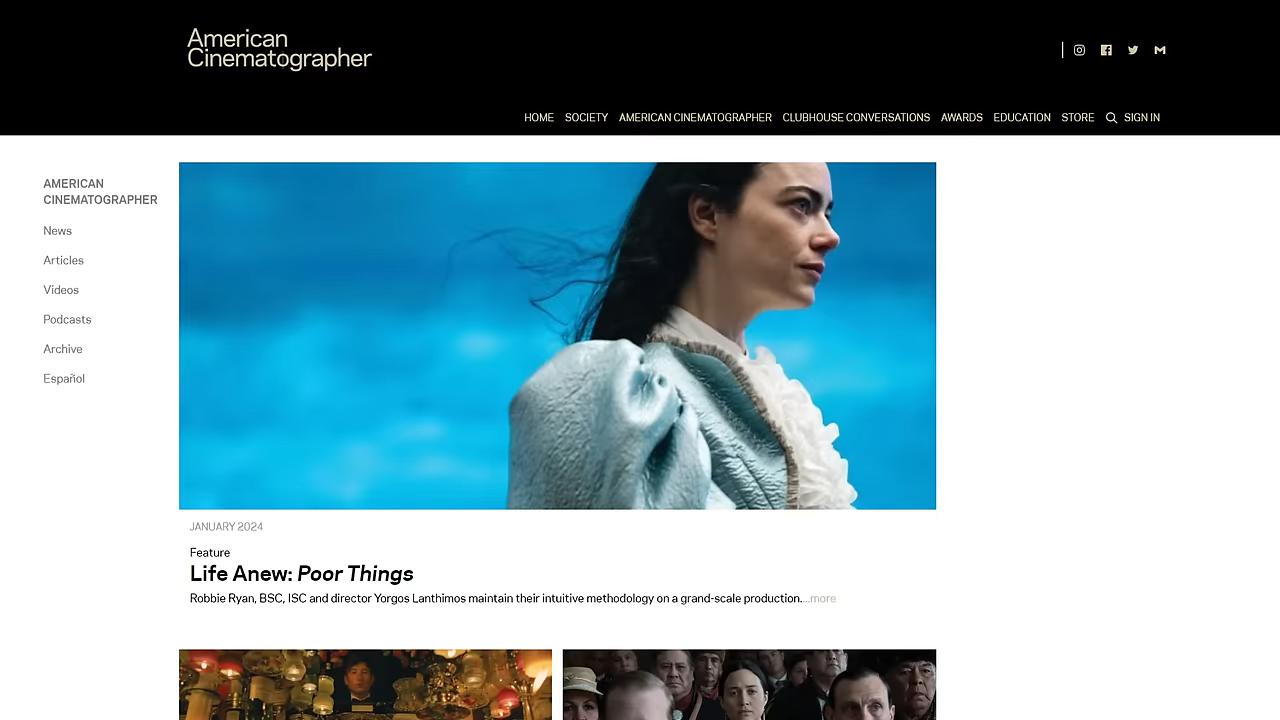 American
Cinematographer
HOME SOCIETY AMERICAN CINEMATOGRAPHER CLUBHOUSE CONVERSATIONS AWARDS EDUCATION STORE SIGN IN
AMERICAN
CINEMATOGRAPHER
News
Articles
Videos
Podcasts
Archive
Español
JANUARY 2024
Feature
Life Anew: Poor Things
Robbie Ryan, BSC, ISC and director Yorgos Lanthimos maintain their intuitive methodology on a grand-scale production....more